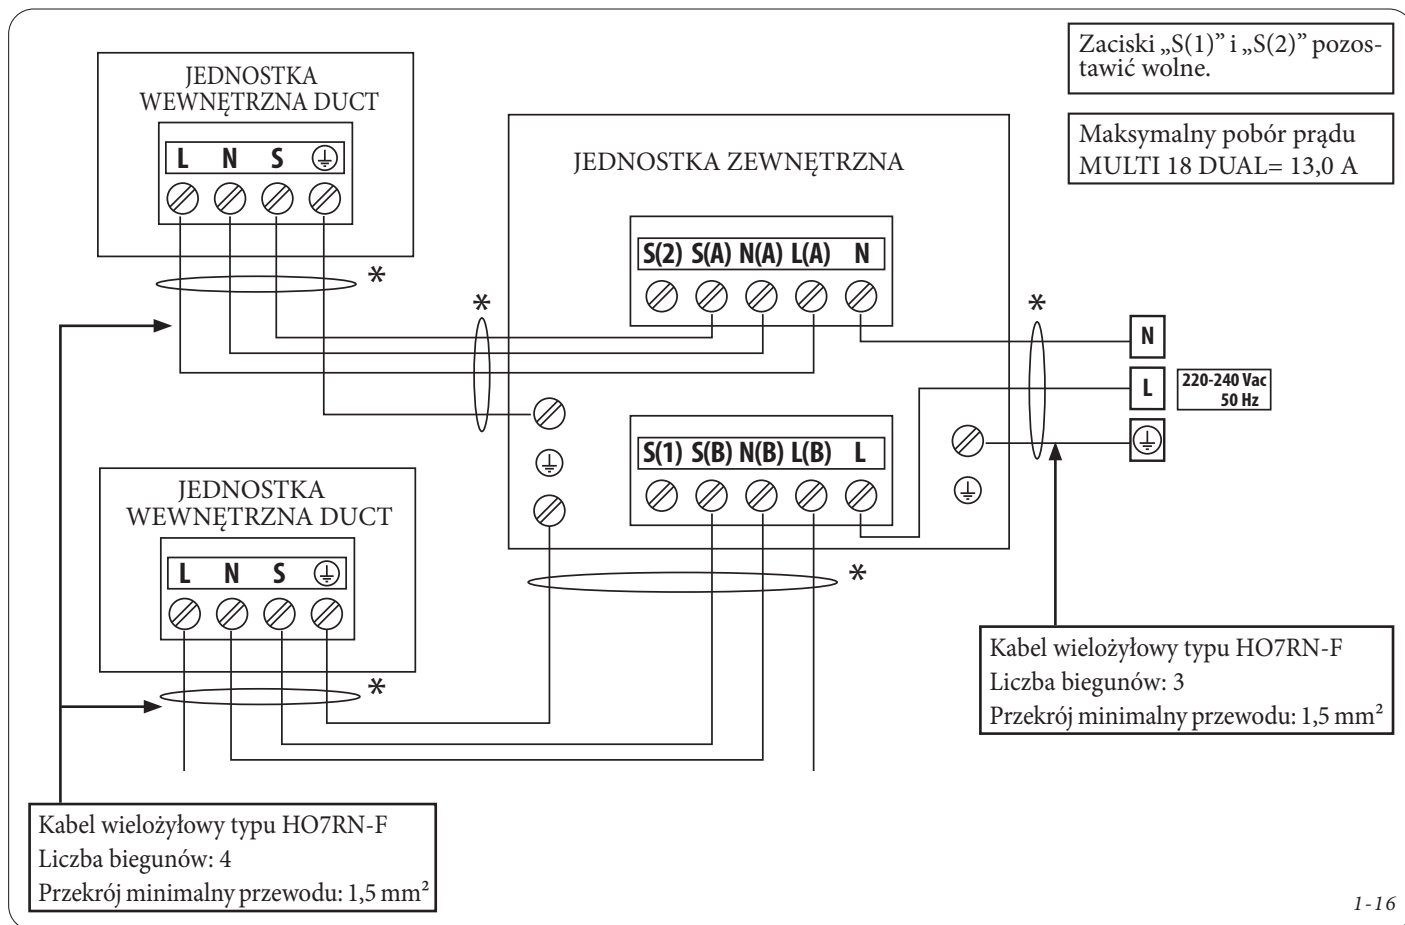 Zaciski „S(1)” i „S(2)” pozos-
tawić wolne.
Maksymalny pobór prądu
MULTI 18 DUAL= 13,0 A
JEDNOSTKA
WEWNĘTRZNA DUCT
L N S
*
JEDNOSTKA ZEWNĘTRZNA
S(2) S(A) N(A) L(A) N
*
*
N
L
220-240 Vac
50 Hz
S(1) S(B) N(B) L(B) L
*
JEDNOSTKA
WEWNĘTRZNA DUCT
L N S
*
Kabel wielożyłowy typu HO7RN-F
Liczba biegunów: 3
Przekrój minimalny przewodu: 1,5 mm²
Kabel wielożyłowy typu HO7RN-F
Liczba biegunów: 4
Przekrój minimalny przewodu: 1,5 mm²
1-16